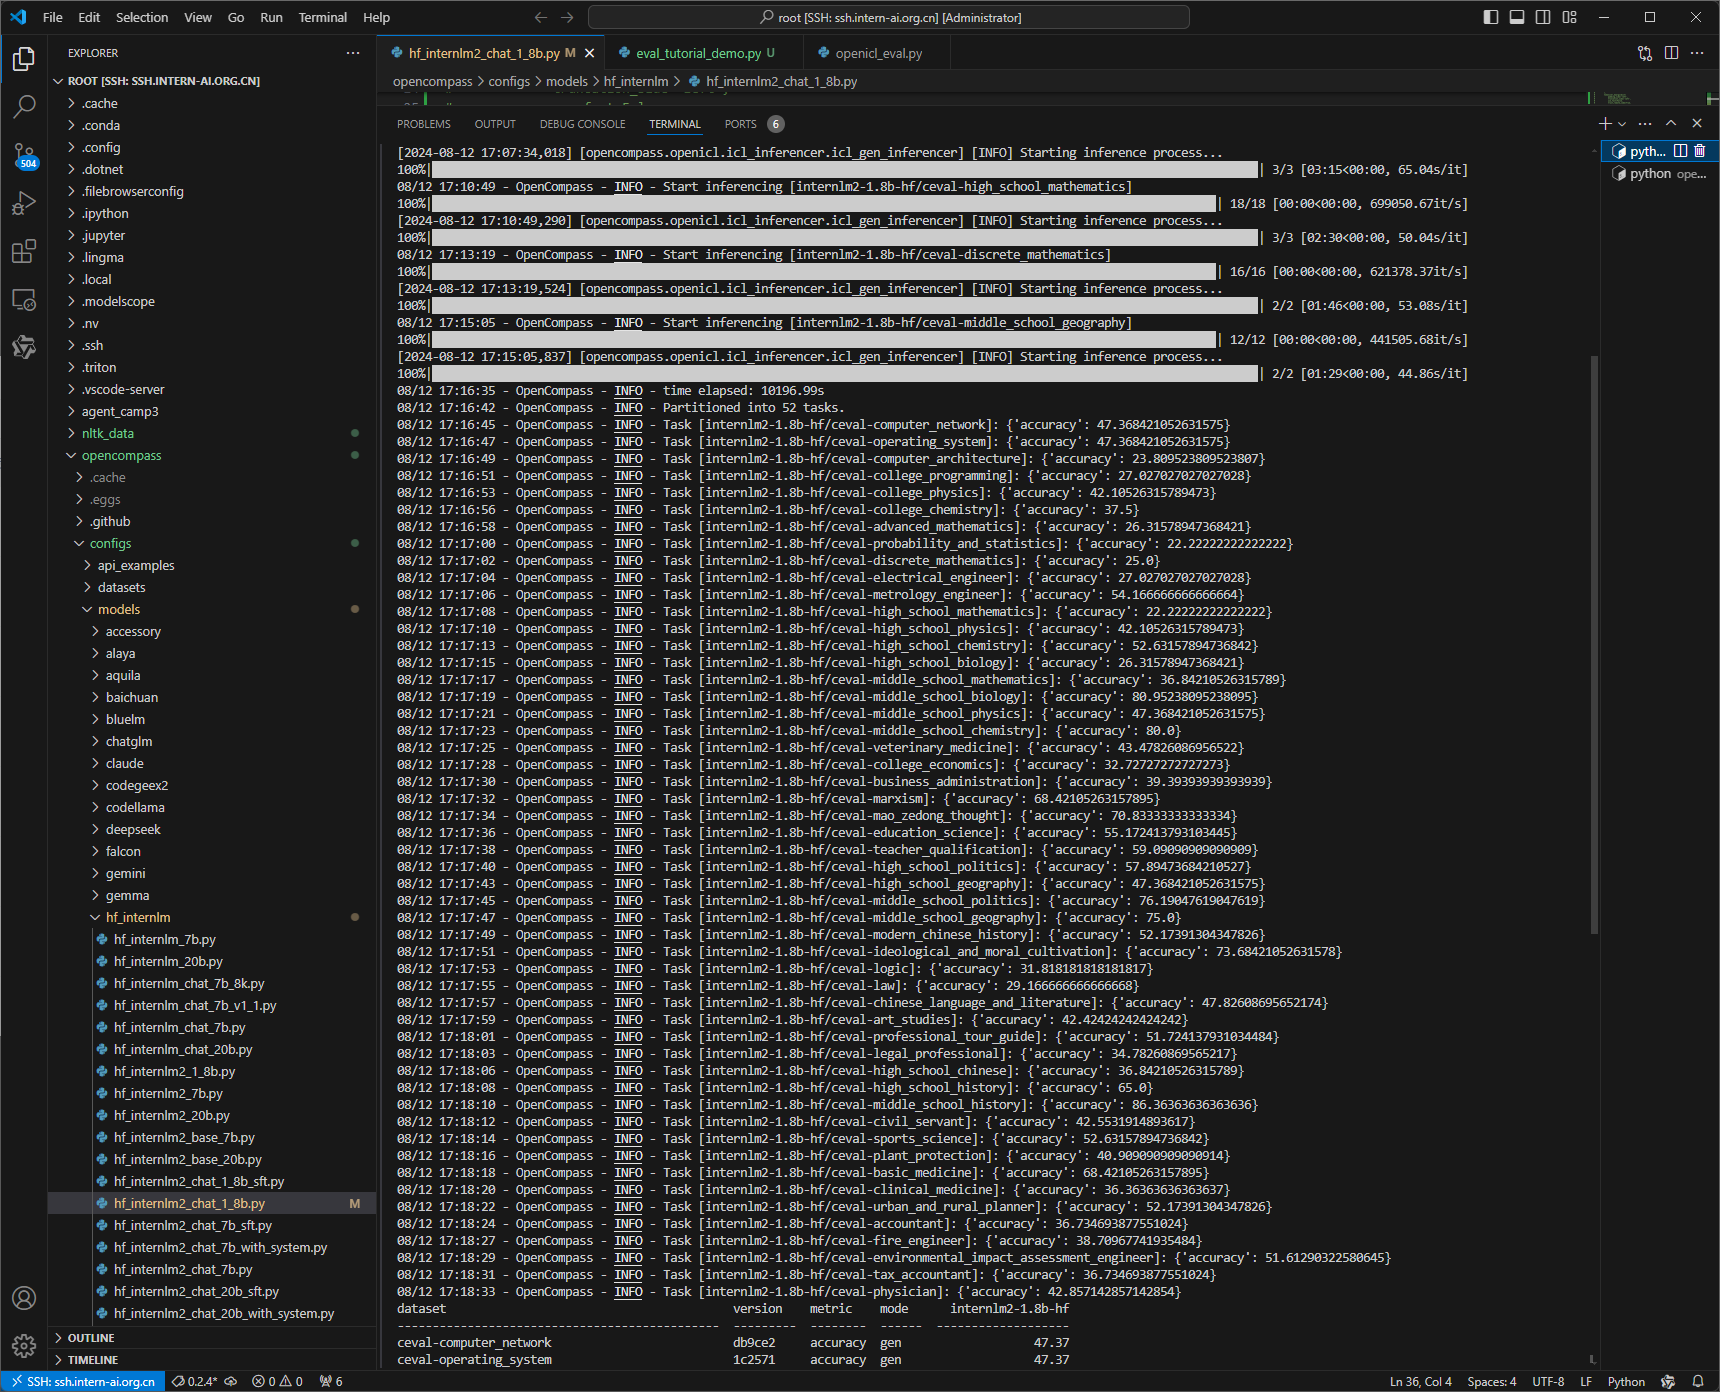 File Edit Selection View Go Run Terminal Help
root [SSH: ssh.intern-ai.org.cn] [Administrator]
EXPLORER
ROOT [SSH: SSH.INTERN-AI.ORG.CN]
.cache
.conda
.config
.dotnet
.filebrowserconfig
.ipython
.jupyter
.lingma
.local
.modelscope
.nv
.ssh
.triton
.vscode-server
agent_camp3
nltk_data
opencompass
.cache
.eggs
.github
configs
api_examples
datasets
models
accessory
alaya
aquila
baichuan
bluelm
chatglm
claude
codegeex2
codellama
deepseek
falcon
gemini
gemma
hf_internlm
hf_internlm_7b.py
hf_internlm_20b.py
hf_internlm_chat_7b_8k.py
hf_internlm_chat_7b_v1_1.py
hf_internlm_chat_7b.py
hf_internlm_chat_20b.py
hf_internlm2_1_8b.py
hf_internlm2_7b.py
hf_internlm2_20b.py
hf_internlm2_base_7b.py
hf_internlm2_base_20b.py
hf_internlm2_chat_1_8b_sft.py
hf_internlm2_chat_1_8b.py M
hf_internlm2_chat_7b_sft.py
hf_internlm2_chat_7b_with_system.py
hf_internlm2_chat_7b.py
hf_internlm2_chat_20b_sft.py
hf_internlm2_chat_20b_with_system.py
OUTLINE
TIMELINE
504
hf_internlm2_chat_1_8b.py M
eval_tutorial_demo.py U
openicl_eval.py
opencompass > configs > models > hf_internlm > hf_internlm2_chat_1_8b.py
PROBLEMS OUTPUT DEBUG CONSOLE TERMINAL PORTS 6
pyth...
python ope...
[2024-08-12 17:07:34,018] [opencompass.openicl.icl_inferencer.icl_gen_inferencer] [INFO] Starting inference process...
100%| | 3/3 [03:15<00:00, 65.04s/it]
08/12 17:10:49 - OpenCompass - INFO - Start inferencing [internlm2-1.8b-hf/ceval-high_school_mathematics]
100%| | 18/18 [00:00<00:00, 699050.67it/s]
[2024-08-12 17:10:49,290] [opencompass.openicl.icl_inferencer.icl_gen_inferencer] [INFO] Starting inference process...
100%| | 3/3 [02:30<00:00, 50.04s/it]
08/12 17:13:19 - OpenCompass - INFO - Start inferencing [internlm2-1.8b-hf/ceval-discrete_mathematics]
100%| | 16/16 [00:00<00:00, 621378.37it/s]
[2024-08-12 17:13:19,524] [opencompass.openicl.icl_inferencer.icl_gen_inferencer] [INFO] Starting inference process...
100%| | 2/2 [01:46<00:00, 53.08s/it]
08/12 17:15:05 - OpenCompass - INFO - Start inferencing [internlm2-1.8b-hf/ceval-middle_school_geography]
100%| | 12/12 [00:00<00:00, 441505.68it/s]
[2024-08-12 17:15:05,837] [opencompass.openicl.icl_inferencer.icl_gen_inferencer] [INFO] Starting inference process...
100%| | 2/2 [01:29<00:00, 44.86s/it]
08/12 17:16:35 - OpenCompass - INFO - time elapsed: 10196.99s
08/12 17:16:42 - OpenCompass - INFO - Partitioned into 52 tasks.
08/12 17:16:45 - OpenCompass - INFO - Task [internlm2-1.8b-hf/ceval-computer_network]: {'accuracy': 47.368421052631575}
08/12 17:16:47 - OpenCompass - INFO - Task [internlm2-1.8b-hf/ceval-operating_system]: {'accuracy': 47.368421052631575}
08/12 17:16:49 - OpenCompass - INFO - Task [internlm2-1.8b-hf/ceval-computer_architecture]: {'accuracy': 23.809523809523807}
08/12 17:16:51 - OpenCompass - INFO - Task [internlm2-1.8b-hf/ceval-college_programming]: {'accuracy': 27.027027027027028}
08/12 17:16:53 - OpenCompass - INFO - Task [internlm2-1.8b-hf/ceval-college_physics]: {'accuracy': 42.10526315789473}
08/12 17:16:56 - OpenCompass - INFO - Task [internlm2-1.8b-hf/ceval-college_chemistry]: {'accuracy': 37.5}
08/12 17:16:58 - OpenCompass - INFO - Task [internlm2-1.8b-hf/ceval-advanced_mathematics]: {'accuracy': 26.31578947368421}
08/12 17:17:00 - OpenCompass - INFO - Task [internlm2-1.8b-hf/ceval-probability_and_statistics]: {'accuracy': 22.22222222222222}
08/12 17:17:02 - OpenCompass - INFO - Task [internlm2-1.8b-hf/ceval-discrete_mathematics]: {'accuracy': 25.0}
08/12 17:17:04 - OpenCompass - INFO - Task [internlm2-1.8b-hf/ceval-electrical_engineer]: {'accuracy': 27.027027027027028}
08/12 17:17:06 - OpenCompass - INFO - Task [internlm2-1.8b-hf/ceval-metrology_engineer]: {'accuracy': 54.166666666666664}
08/12 17:17:08 - OpenCompass - INFO - Task [internlm2-1.8b-hf/ceval-high_school_mathematics]: {'accuracy': 22.22222222222222}
08/12 17:17:10 - OpenCompass - INFO - Task [internlm2-1.8b-hf/ceval-high_school_physics]: {'accuracy': 42.10526315789473}
08/12 17:17:13 - OpenCompass - INFO - Task [internlm2-1.8b-hf/ceval-high_school_chemistry]: {'accuracy': 52.63157894736842}
08/12 17:17:15 - OpenCompass - INFO - Task [internlm2-1.8b-hf/ceval-high_school_biology]: {'accuracy': 26.31578947368421}
08/12 17:17:17 - OpenCompass - INFO - Task [internlm2-1.8b-hf/ceval-middle_school_mathematics]: {'accuracy': 36.84210526315789}
08/12 17:17:19 - OpenCompass - INFO - Task [internlm2-1.8b-hf/ceval-middle_school_biology]: {'accuracy': 80.95238095238095}
08/12 17:17:21 - OpenCompass - INFO - Task [internlm2-1.8b-hf/ceval-middle_school_physics]: {'accuracy': 47.368421052631575}
08/12 17:17:23 - OpenCompass - INFO - Task [internlm2-1.8b-hf/ceval-middle_school_chemistry]: {'accuracy': 80.0}
08/12 17:17:25 - OpenCompass - INFO - Task [internlm2-1.8b-hf/ceval-veterinary_medicine]: {'accuracy': 43.47826086956522}
08/12 17:17:28 - OpenCompass - INFO - Task [internlm2-1.8b-hf/ceval-college_economics]: {'accuracy': 32.72727272727273}
08/12 17:17:30 - OpenCompass - INFO - Task [internlm2-1.8b-hf/ceval-business_administration]: {'accuracy': 39.39393939393939}
08/12 17:17:32 - OpenCompass - INFO - Task [internlm2-1.8b-hf/ceval-marxism]: {'accuracy': 68.42105263157895}
08/12 17:17:34 - OpenCompass - INFO - Task [internlm2-1.8b-hf/ceval-mao_zedong_thought]: {'accuracy': 70.83333333333334}
08/12 17:17:36 - OpenCompass - INFO - Task [internlm2-1.8b-hf/ceval-education_science]: {'accuracy': 55.172413793103445}
08/12 17:17:38 - OpenCompass - INFO - Task [internlm2-1.8b-hf/ceval-teacher_qualification]: {'accuracy': 59.09090909090909}
08/12 17:17:40 - OpenCompass - INFO - Task [internlm2-1.8b-hf/ceval-high_school_politics]: {'accuracy': 57.89473684210527}
08/12 17:17:43 - OpenCompass - INFO - Task [internlm2-1.8b-hf/ceval-high_school_geography]: {'accuracy': 47.368421052631575}
08/12 17:17:45 - OpenCompass - INFO - Task [internlm2-1.8b-hf/ceval-middle_school_politics]: {'accuracy': 76.19047619047619}
08/12 17:17:47 - OpenCompass - INFO - Task [internlm2-1.8b-hf/ceval-middle_school_geography]: {'accuracy': 75.0}
08/12 17:17:49 - OpenCompass - INFO - Task [internlm2-1.8b-hf/ceval-modern_chinese_history]: {'accuracy': 52.17391304347826}
08/12 17:17:51 - OpenCompass - INFO - Task [internlm2-1.8b-hf/ceval-ideological_and_moral_cultivation]: {'accuracy': 73.68421052631578}
08/12 17:17:53 - OpenCompass - INFO - Task [internlm2-1.8b-hf/ceval-logic]: {'accuracy': 31.818181818181817}
08/12 17:17:55 - OpenCompass - INFO - Task [internlm2-1.8b-hf/ceval-law]: {'accuracy': 29.166666666666668}
08/12 17:17:57 - OpenCompass - INFO - Task [internlm2-1.8b-hf/ceval-chinese_language_and_literature]: {'accuracy': 47.82608695652174}
08/12 17:17:59 - OpenCompass - INFO - Task [internlm2-1.8b-hf/ceval-art_studies]: {'accuracy': 42.42424242424242}
08/12 17:18:01 - OpenCompass - INFO - Task [internlm2-1.8b-hf/ceval-professional_tour_guide]: {'accuracy': 51.724137931034484}
08/12 17:18:03 - OpenCompass - INFO - Task [internlm2-1.8b-hf/ceval-legal_professional]: {'accuracy': 34.78260869565217}
08/12 17:18:06 - OpenCompass - INFO - Task [internlm2-1.8b-hf/ceval-high_school_chinese]: {'accuracy': 36.84210526315789}
08/12 17:18:08 - OpenCompass - INFO - Task [internlm2-1.8b-hf/ceval-high_school_history]: {'accuracy': 65.0}
08/12 17:18:10 - OpenCompass - INFO - Task [internlm2-1.8b-hf/ceval-middle_school_history]: {'accuracy': 86.36363636363636}
08/12 17:18:12 - OpenCompass - INFO - Task [internlm2-1.8b-hf/ceval-civil_servant]: {'accuracy': 42.5531914893617}
08/12 17:18:14 - OpenCompass - INFO - Task [internlm2-1.8b-hf/ceval-sports_science]: {'accuracy': 52.63157894736842}
08/12 17:18:16 - OpenCompass - INFO - Task [internlm2-1.8b-hf/ceval-plant_protection]: {'accuracy': 40.909090909090914}
08/12 17:18:18 - OpenCompass - INFO - Task [internlm2-1.8b-hf/ceval-basic_medicine]: {'accuracy': 68.42105263157895}
08/12 17:18:20 - OpenCompass - INFO - Task [internlm2-1.8b-hf/ceval-clinical_medicine]: {'accuracy': 36.36363636363637}
08/12 17:18:22 - OpenCompass - INFO - Task [internlm2-1.8b-hf/ceval-urban_and_rural_planner]: {'accuracy': 52.17391304347826}
08/12 17:18:24 - OpenCompass - INFO - Task [internlm2-1.8b-hf/ceval-accountant]: {'accuracy': 36.734693877551024}
08/12 17:18:27 - OpenCompass - INFO - Task [internlm2-1.8b-hf/ceval-fire_engineer]: {'accuracy': 38.70967741935484}
08/12 17:18:29 - OpenCompass - INFO - Task [internlm2-1.8b-hf/ceval-environmental_impact_assessment_engineer]: {'accuracy': 51.61290322580645}
08/12 17:18:31 - OpenCompass - INFO - Task [internlm2-1.8b-hf/ceval-tax_accountant]: {'accuracy': 36.734693877551024}
08/12 17:18:33 - OpenCompass - INFO - Task [internlm2-1.8b-hf/ceval-physician]: {'accuracy': 42.857142857142854}
dataset version metric mode internlm2-1.8b-hf
---------------------------------------------- --------- -------- ------ -------------------
ceval-computer_network db9ce2 accuracy gen 47.37
ceval-operating_system 1c2571 accuracy gen 47.37
SSH: ssh.intern-ai.org.cn 0.2.4* 0 0 6 Ln 36, Col 4 Spaces: 4 UTF-8 LF Python